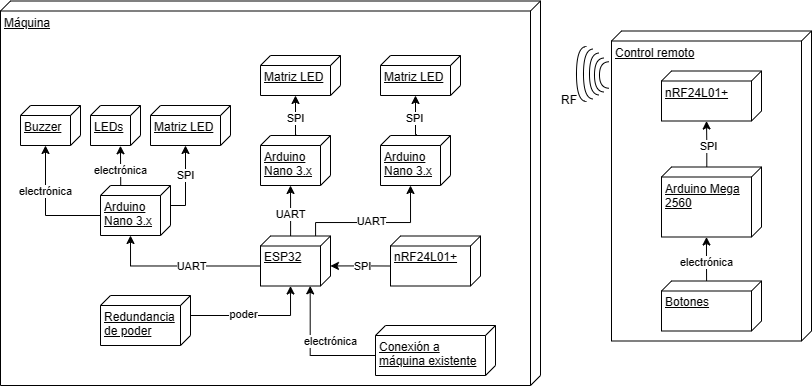 Máquina
Matriz LED
Matriz LED
SPI
SPI
Buzzer
LEDs
Matriz LED
electrónica
electrónica
SPI
Arduino
Nano 3.x
Arduino
Nano 3.x
Arduino
Nano 3.x
UART
UART
UART
ESP32
SPI
nRF24L01+
Redundancia
de poder
poder
electrónica
Conexión a
máquina existente
RF
Control remoto
nRF24L01+
SPI
Arduino Mega
2560
electrónica
Botones